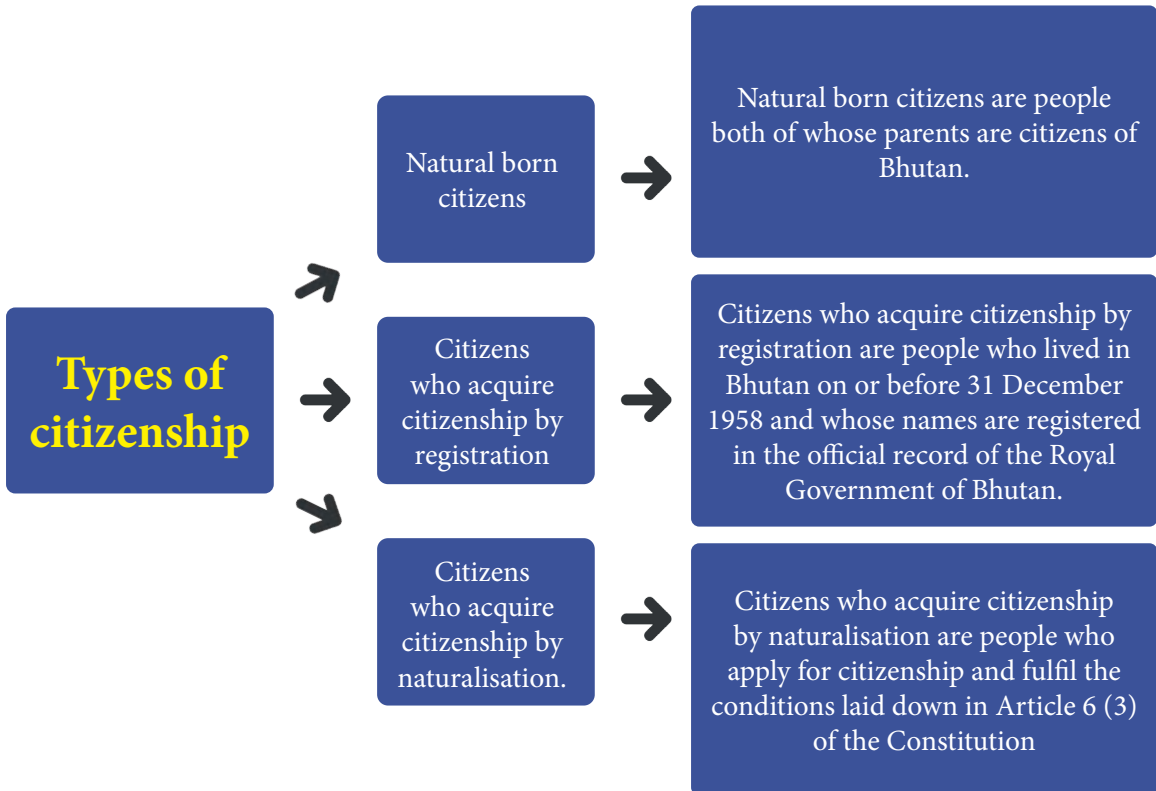 Types of
citizenship
Natural born
citizens
Natural born citizens are people
both of whose parents are citizens of
Bhutan.
Citizens
who acquire
citizenship by
registration
Citizens who acquire citizenship by
registration are people who lived in
Bhutan on or before 31 December
1958 and whose names are registered
in the official record of the Royal
Government of Bhutan.
Citizens
who acquire
citizenship by
naturalisation.
Citizens who acquire citizenship
by naturalisation are people who
apply for citizenship and fulfil the
conditions laid down in Article 6 (3)
of the Constitution